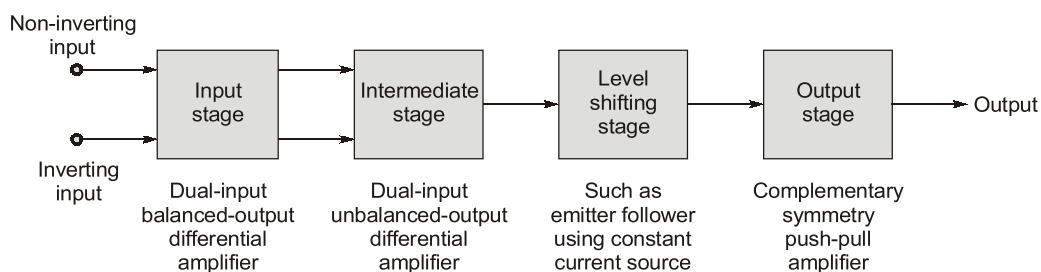 Non-inverting
input
Inverting
input
Input
stage
Intermediate
stage
Level
shifting
stage
Output
stage
Output
Dual-input
balanced-output
differential
amplifier
Dual-input
unbalanced-output
differential
amplifier
Such as
emitter follower
using constant
current source
Complementary
symmetry
push-pull
amplifier